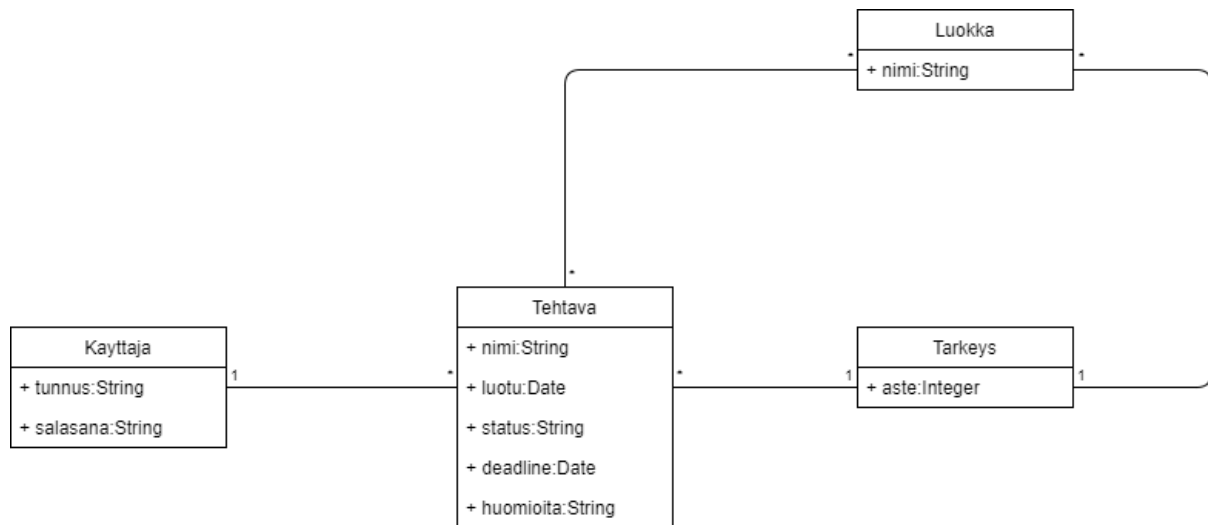 Luokka
* *
+ nimi:String
*
Tehtava
Kayttaja
Tarkeys
+ nimi:String
1 * * 1 1
+ tunnus:String
+ luotu:Date
+ aste:Integer
+ salasana:String
+ status:String
+ deadline:Date
+ huomioita:String